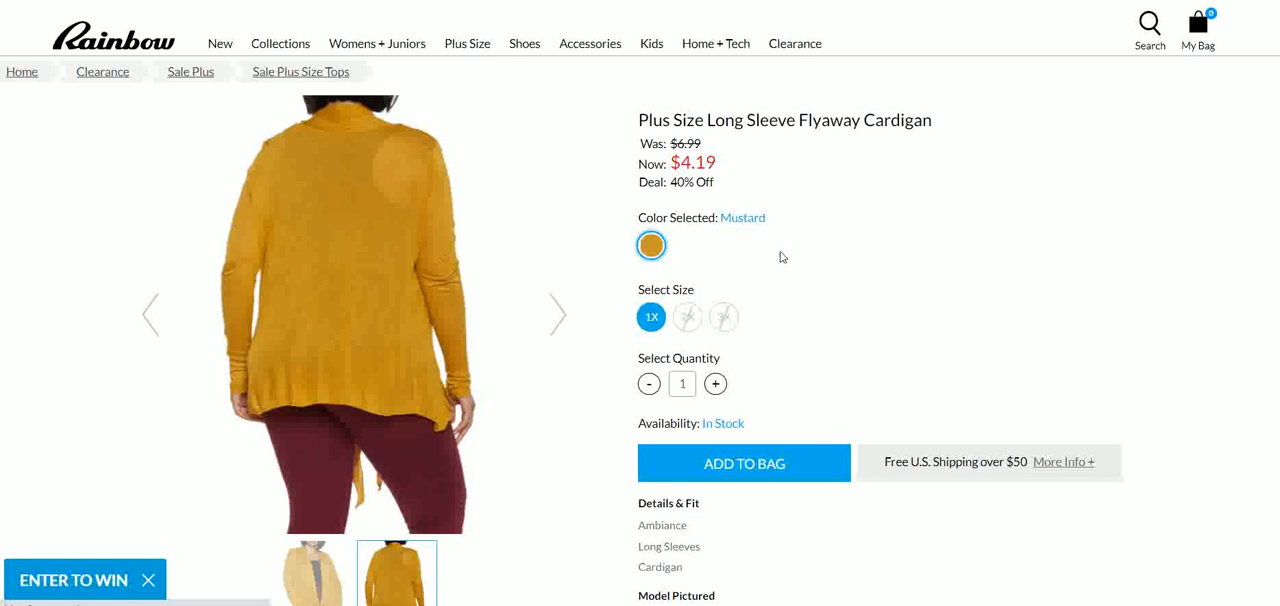 Rainbow
New Collections Womens + Juniors Plus Size Shoes Accessories Kids Home + Tech Clearance
Search
0
My Bag
Home Clearance Sale Plus Sale Plus Size Tops
Plus Size Long Sleeve Flyaway Cardigan
Was: $6.99
Now: $4.19
Deal: 40% Off
Color Selected: Mustard
Select Size
1X 2X 3X
Select Quantity
- 1 +
Availability: In Stock
ADD TO BAG
Free U.S. Shipping over $50 More Info +
Details & Fit
Ambiance
Long Sleeves
Cardigan
Model Pictured
ENTER TO WIN